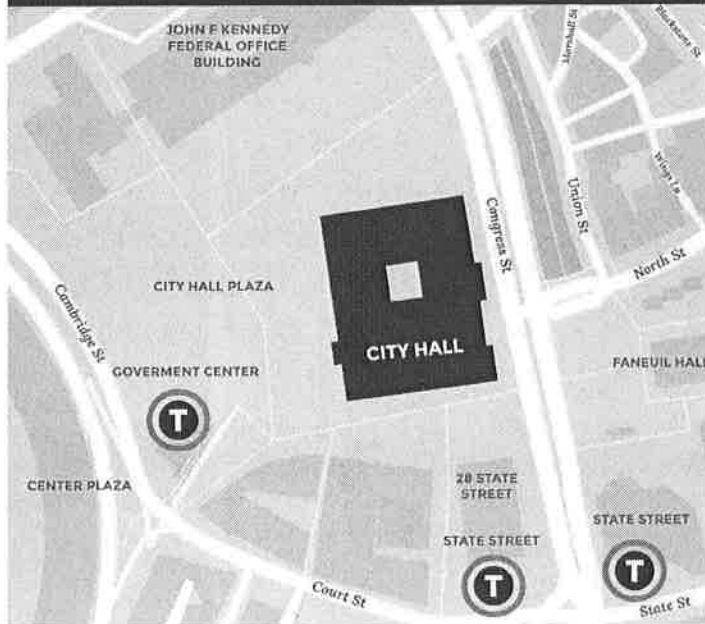 JOHN F KENNEDY
FEDERAL OFFICE
BUILDING
Marshall St
Blackstone St
Wings Ln
Union St
Congress St
North St
CITY HALL PLAZA
Cambridge St
CITY HALL
GOVERMENT CENTER
FANEUIL HALL
T
CENTER PLAZA
28 STATE
STREET
STATE STREET
STATE STREET
T
T
Court St
State St